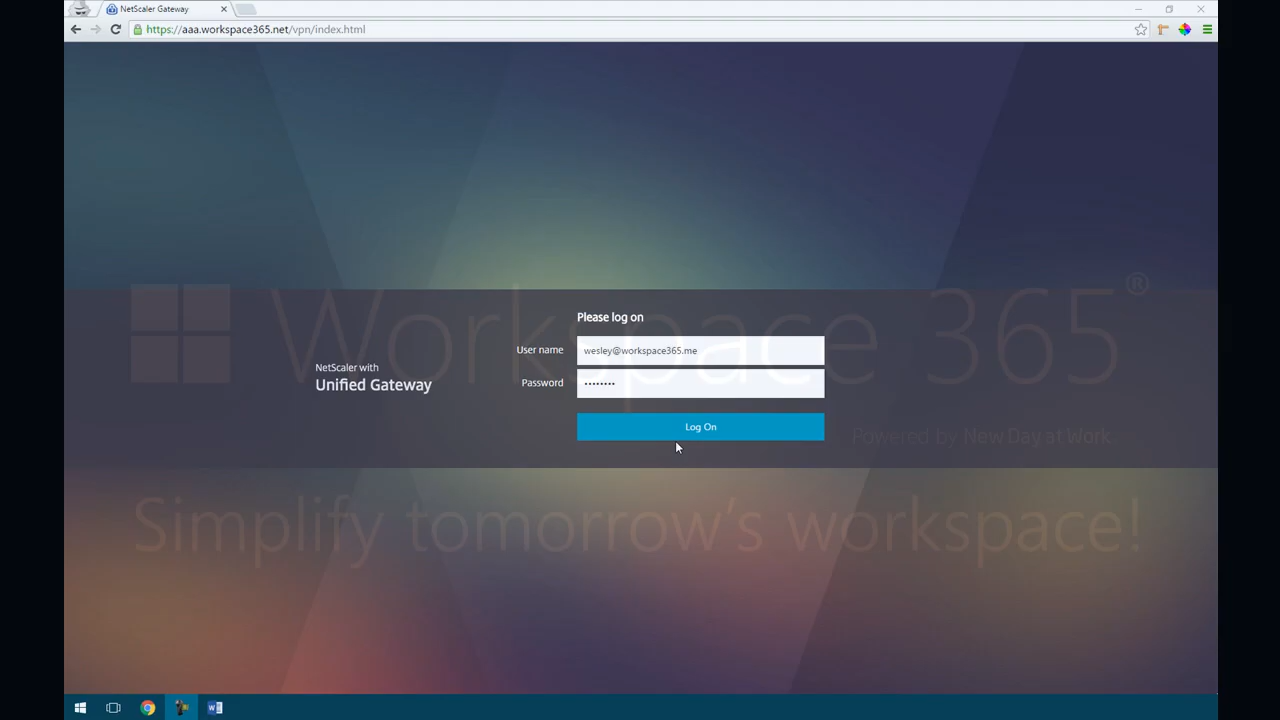 NetScaler Gateway
https://aaa.workspace365.net/vpn/index.html
Workspace 365®
Please log on
User name
wesley@workspace365.me
NetScaler with
Unified Gateway
Password
••••••••
Log On
Powered by New Day at Work.
Simplify tomorrow's workspace!